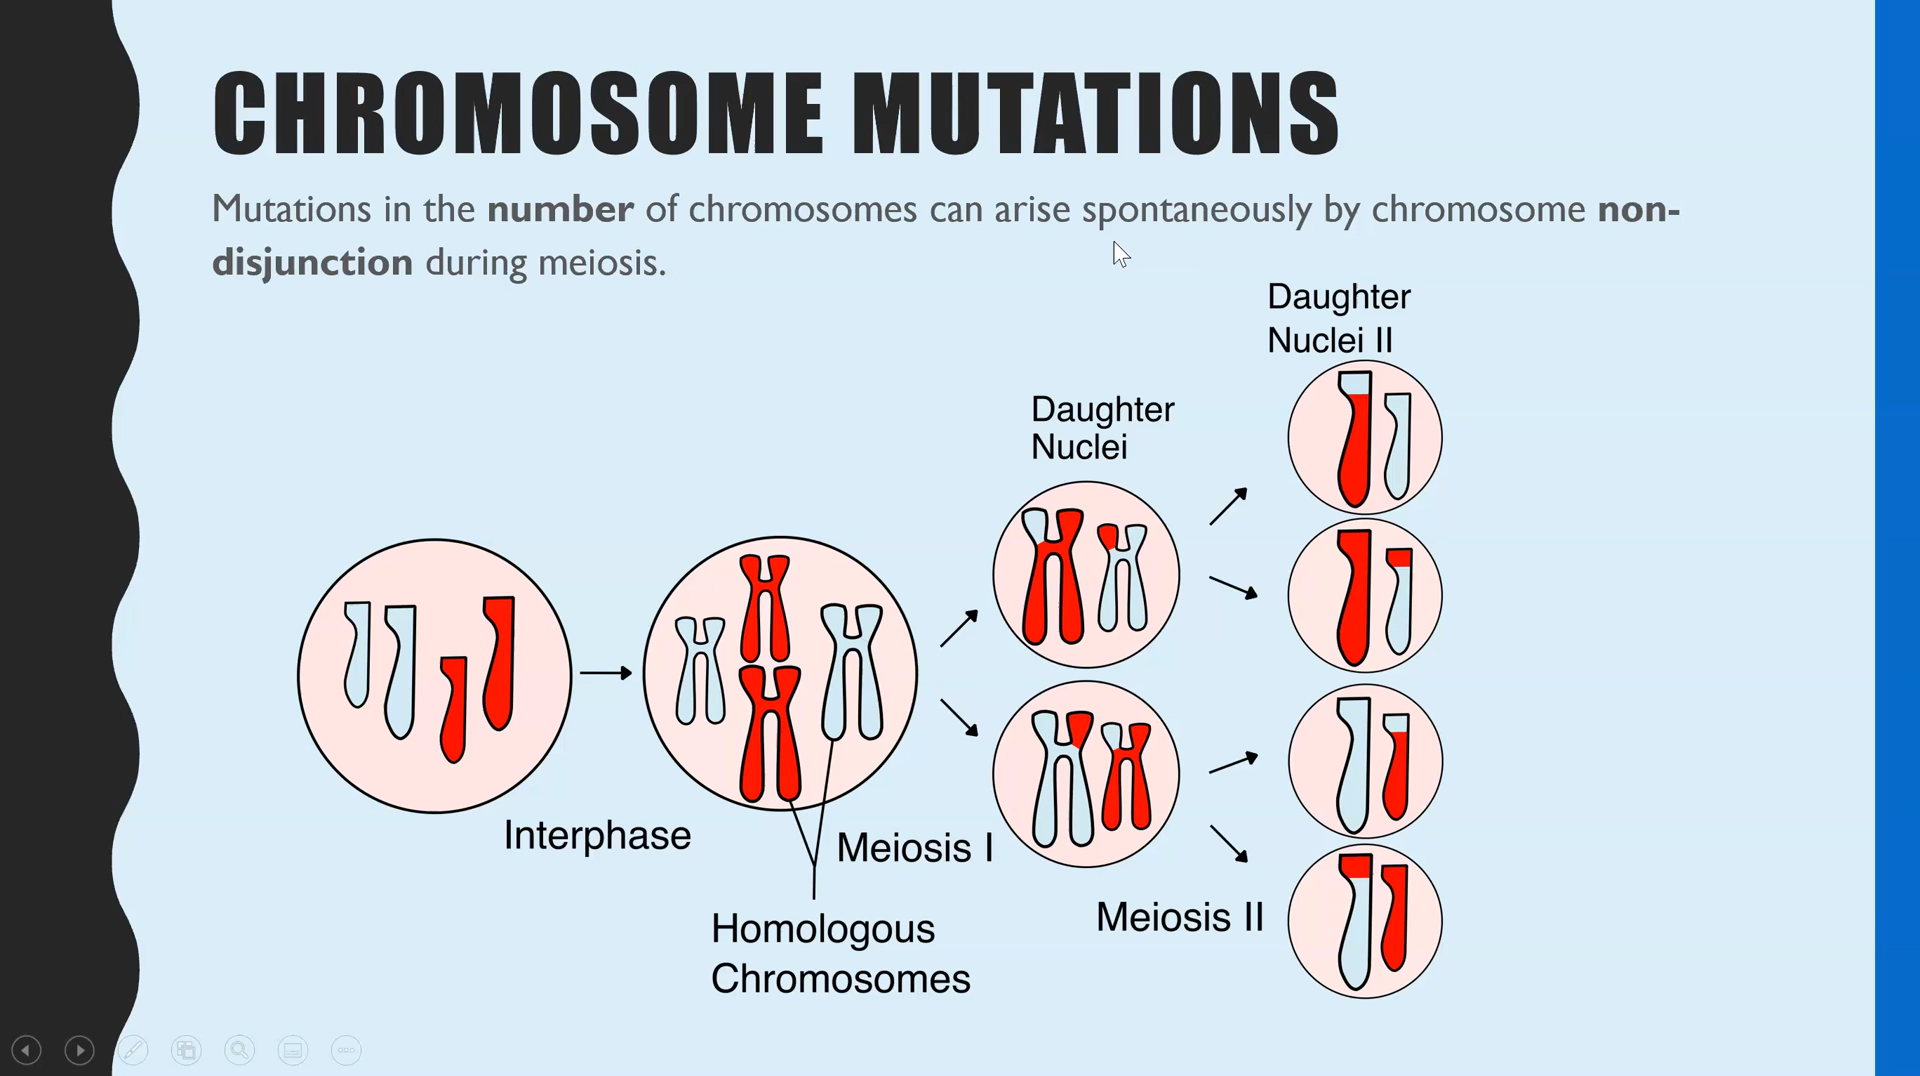 CHROMOSOME MUTATIONS
Mutations in the number of chromosomes can arise spontaneously by chromosome non-
disjunction during meiosis.
Daughter
Nuclei II
Daughter
Nuclei
Interphase
Meiosis I
Meiosis II
Homologous
Chromosomes